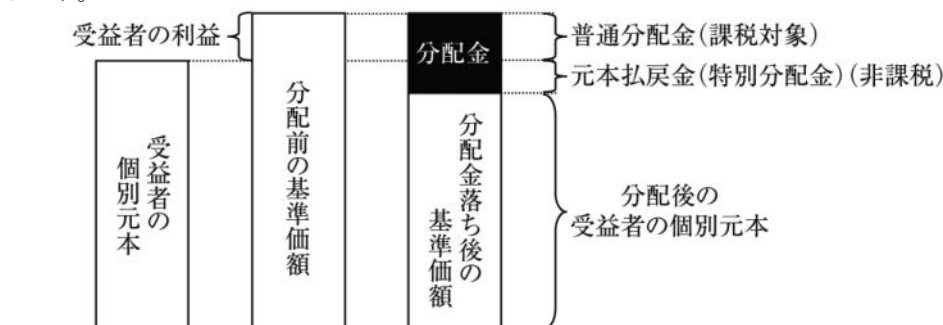 受益者の利益
分配金
普通分配金(課税対象)
元本払戻金(特別分配金)(非課税)
受益者の
個別元本
分配前の基準価額
分配金落ち後の
基準価額
分配後の
受益者の個別元本